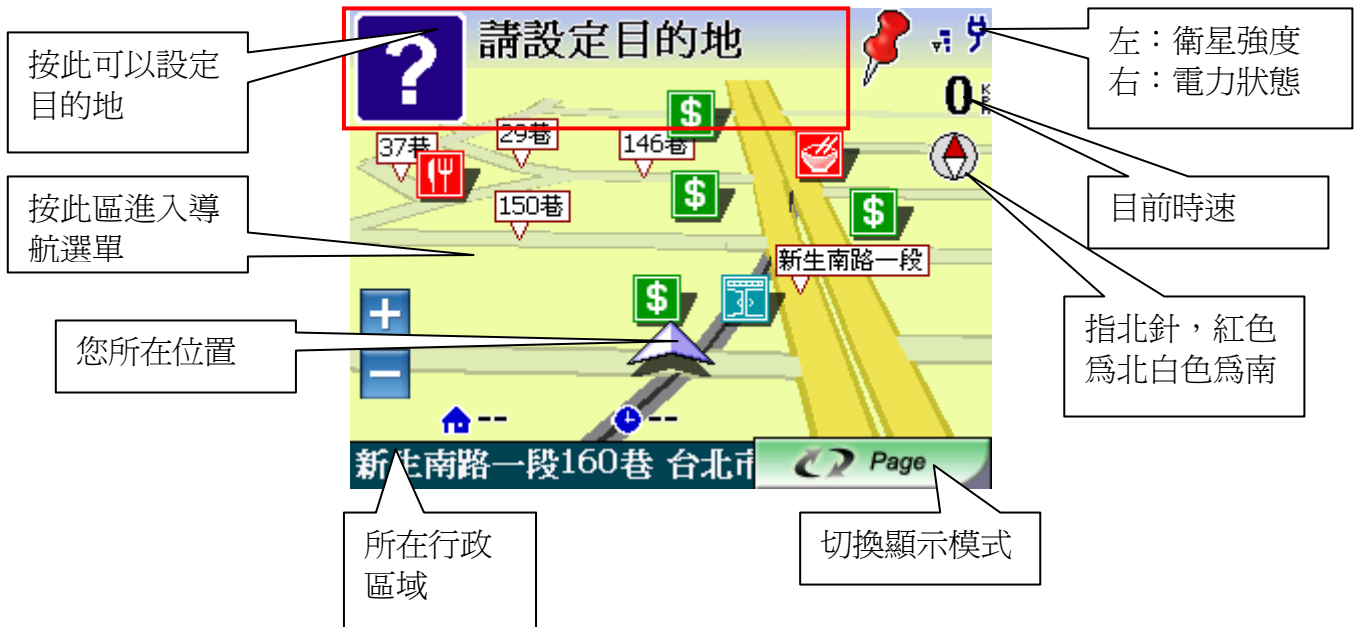 按此可以設定
目的地
請設定目的地
左：衛星強度
右：電力狀態
0 KPH
37巷
29巷
146巷
150巷
按此區進入導
航選單
目前時速
新生南路一段
您所在位置
指北針，紅色
爲北白色爲南
+
−
--
--
新生南路一段160巷 台北市
Page
所在行政
區域
切換顯示模式